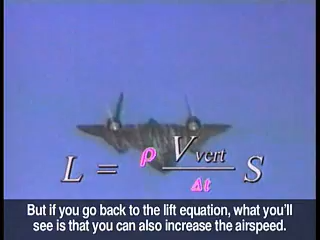 L = ρ Vvert/Δt S
But if you go back to the lift equation, what you'll
see is that you can also increase the airspeed.